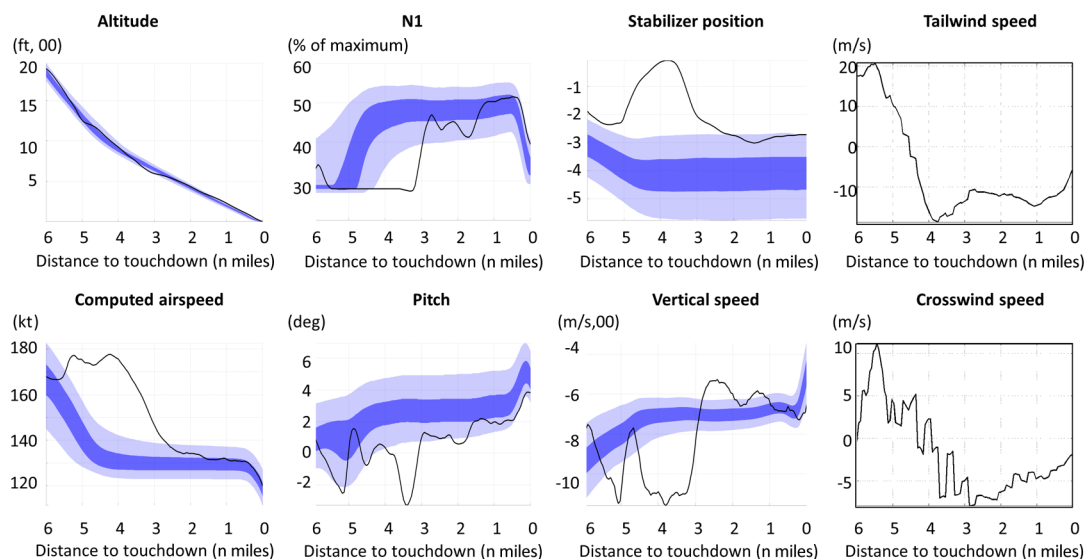 Altitude
(ft, 00)
20
15
10
5
6 5 4 3 2 1 0
Distance to touchdown (n miles)
N1
(% of maximum)
60
50
40
30
6 5 4 3 2 1 0
Distance to touchdown (n miles)
Stabilizer position
-1
-2
-3
-4
-5
6 5 4 3 2 1 0
Distance to touchdown (n miles)
Tailwind speed
(m/s)
20
10
0
-10
6 5 4 3 2 1 0
Distance to touchdown (n miles)
Computed airspeed
(kt)
180
160
140
120
6 5 4 3 2 1 0
Distance to touchdown (n miles)
Pitch
(deg)
6
4
2
0
-2
6 5 4 3 2 1 0
Distance to touchdown (n miles)
Vertical speed
(m/s,00)
-4
-6
-8
-10
6 5 4 3 2 1 0
Distance to touchdown (n miles)
Crosswind speed
(m/s)
10
5
0
-5
6 5 4 3 2 1 0
Distance to touchdown (n miles)